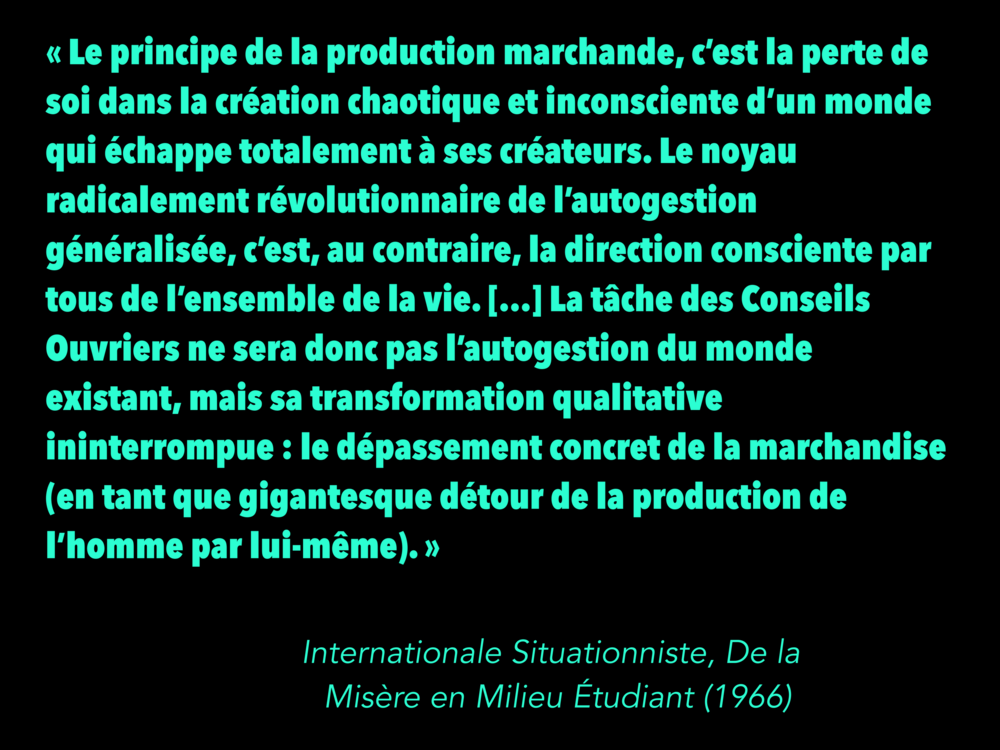 « Le principe de la production marchande, c’est la perte de
soi dans la création chaotique et inconsciente d’un monde
qui échappe totalement à ses créateurs. Le noyau
radicalement révolutionnaire de l’autogestion
généralisée, c’est, au contraire, la direction consciente par
tous de l’ensemble de la vie. [...] La tâche des Conseils
Ouvriers ne sera donc pas l’autogestion du monde
existant, mais sa transformation qualitative
ininterrompue : le dépassement concret de la marchandise
(en tant que gigantesque détour de la production de
l’homme par lui-même). »
Internationale Situationniste, De la
Misère en Milieu Étudiant (1966)